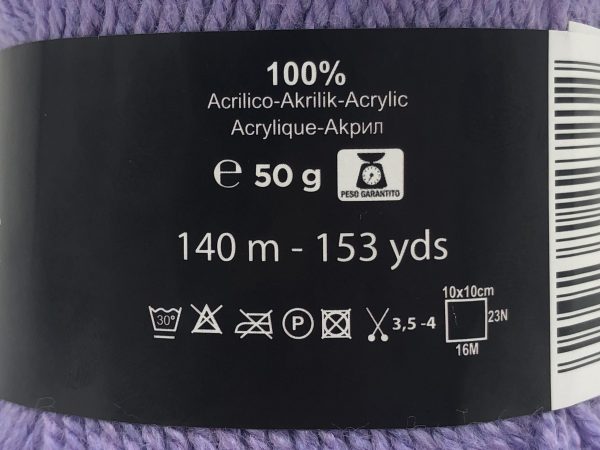 100%
Acrilico-Akrilik-Acrylic
Acrylique-Акрил
℮ 50 g
PESO GARANTITO
140 m - 153 yds
30°
P
3,5 -4
10x10cm
23N
16M